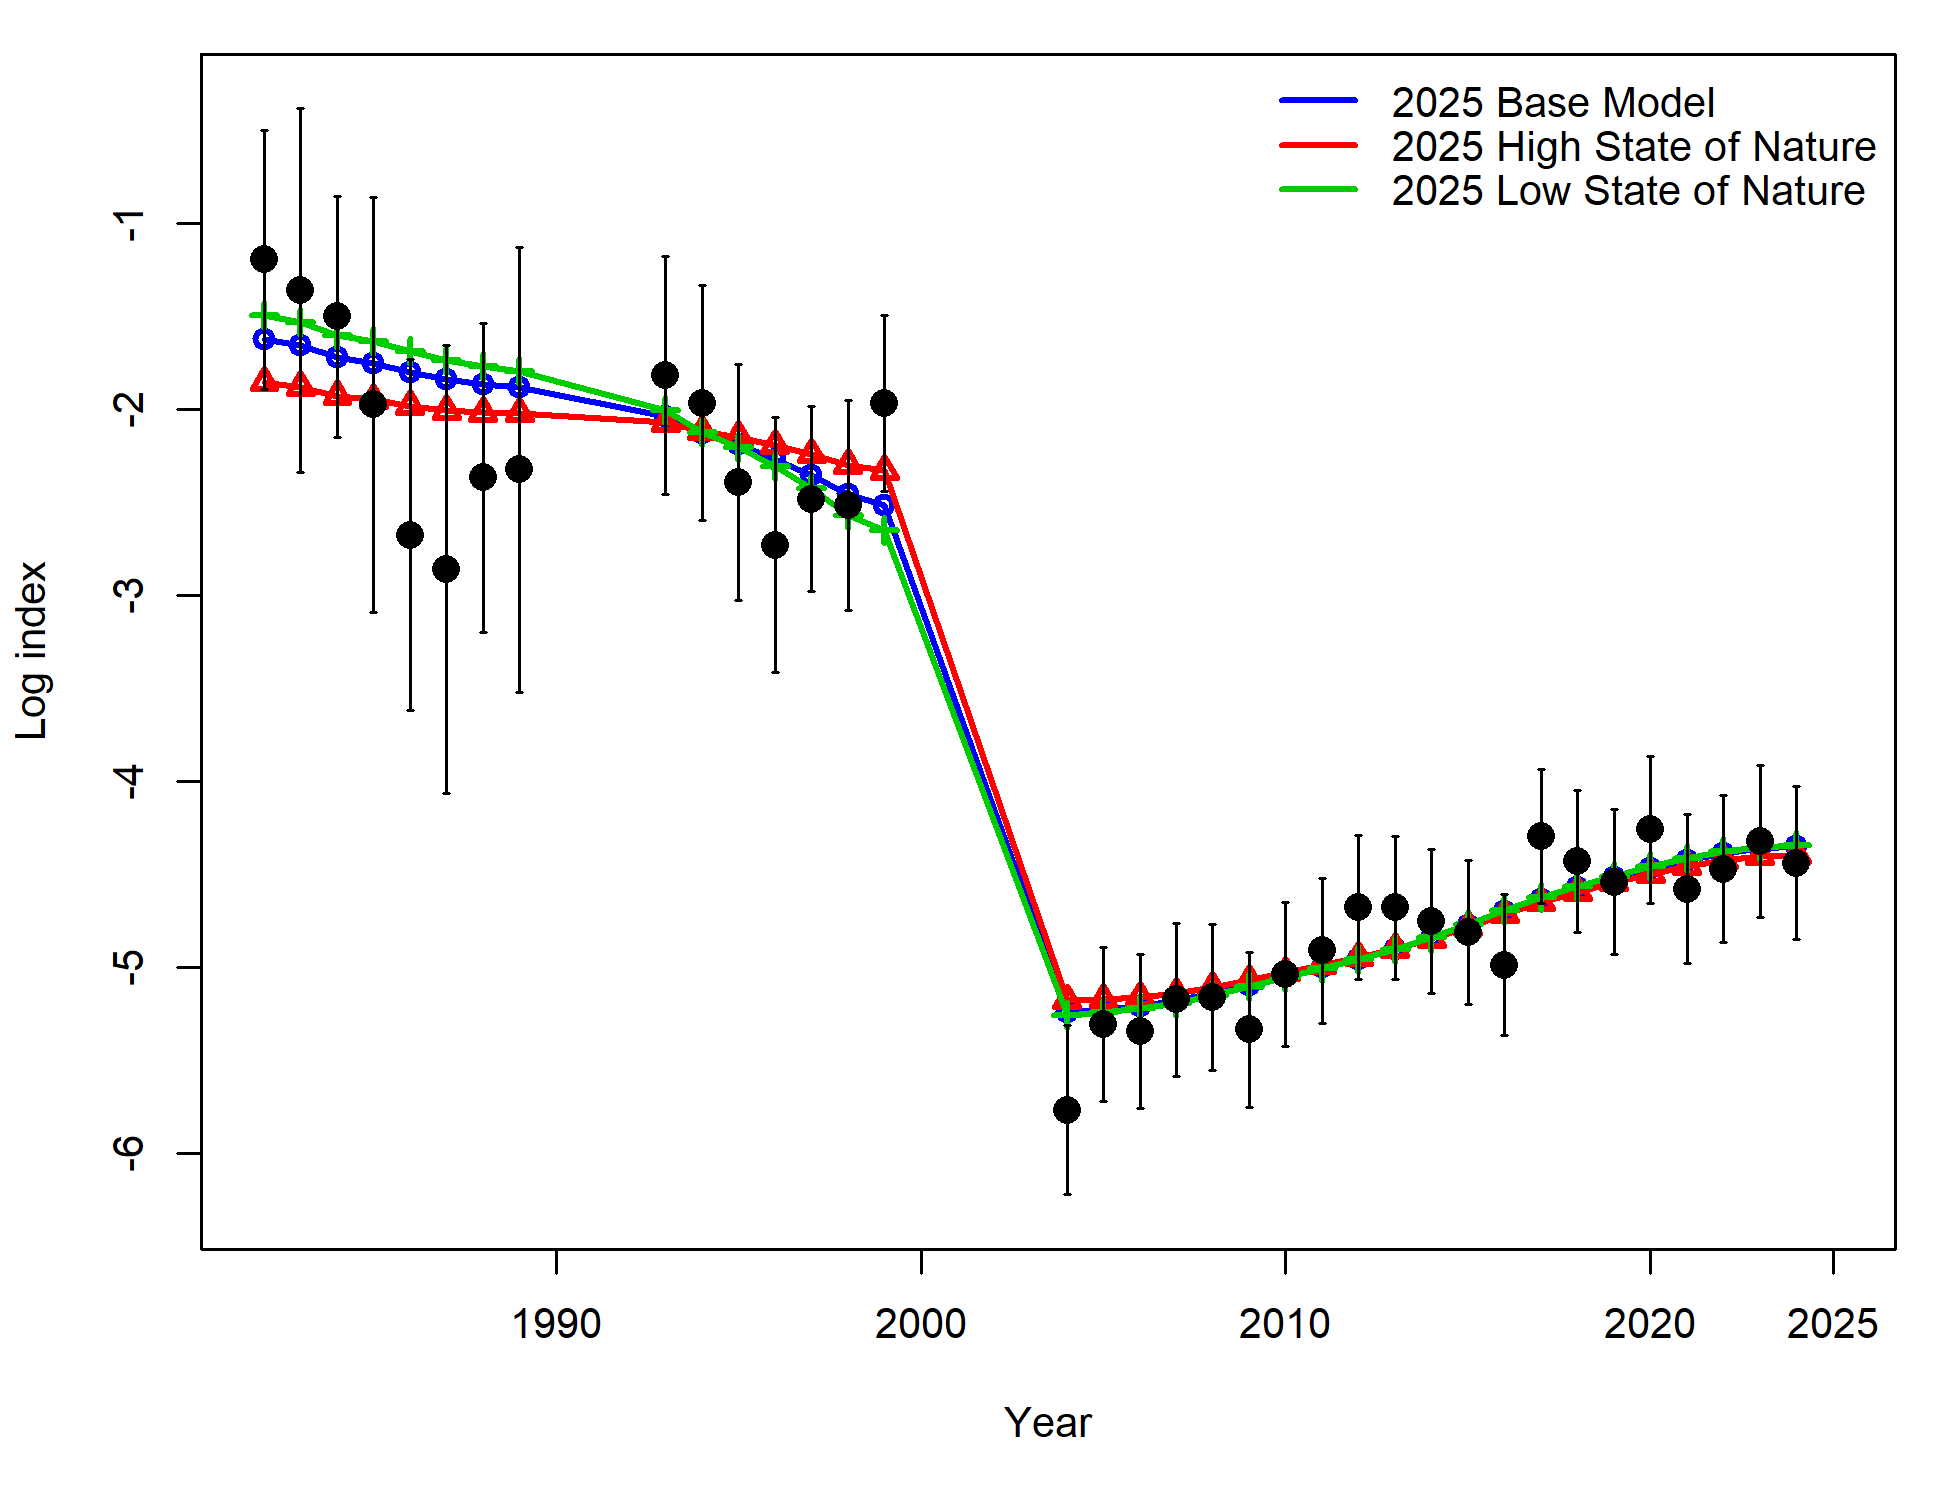 2025 Base Model
2025 High State of Nature
2025 Low State of Nature
Log index
-1
-2
-3
-4
-5
-6
1990
2000
2010
2020
2025
Year